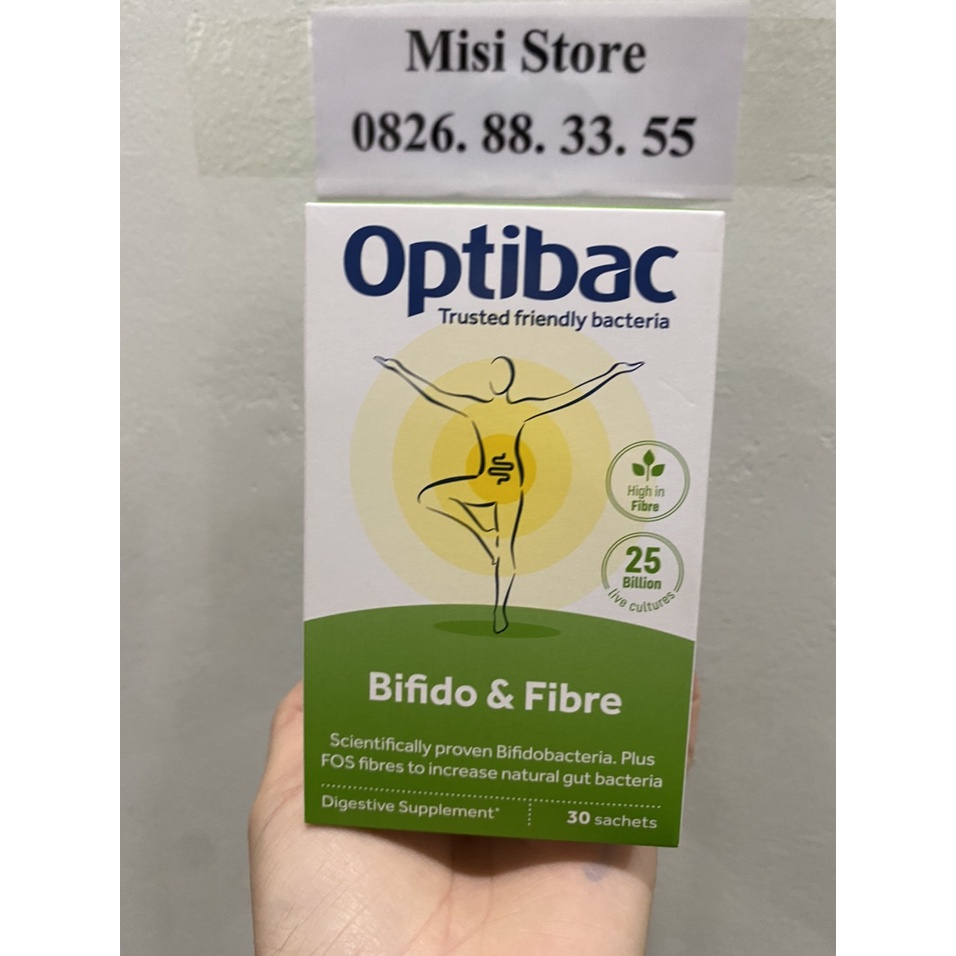 Misi Store
0826. 88. 33. 55
Optibac
Trusted friendly bacteria
High in
Fibre
25
Billion
live cultures
Bifido & Fibre
Scientifically proven Bifidobacteria. Plus
FOS fibres to increase natural gut bacteria
Digestive Supplement*
30 sachets